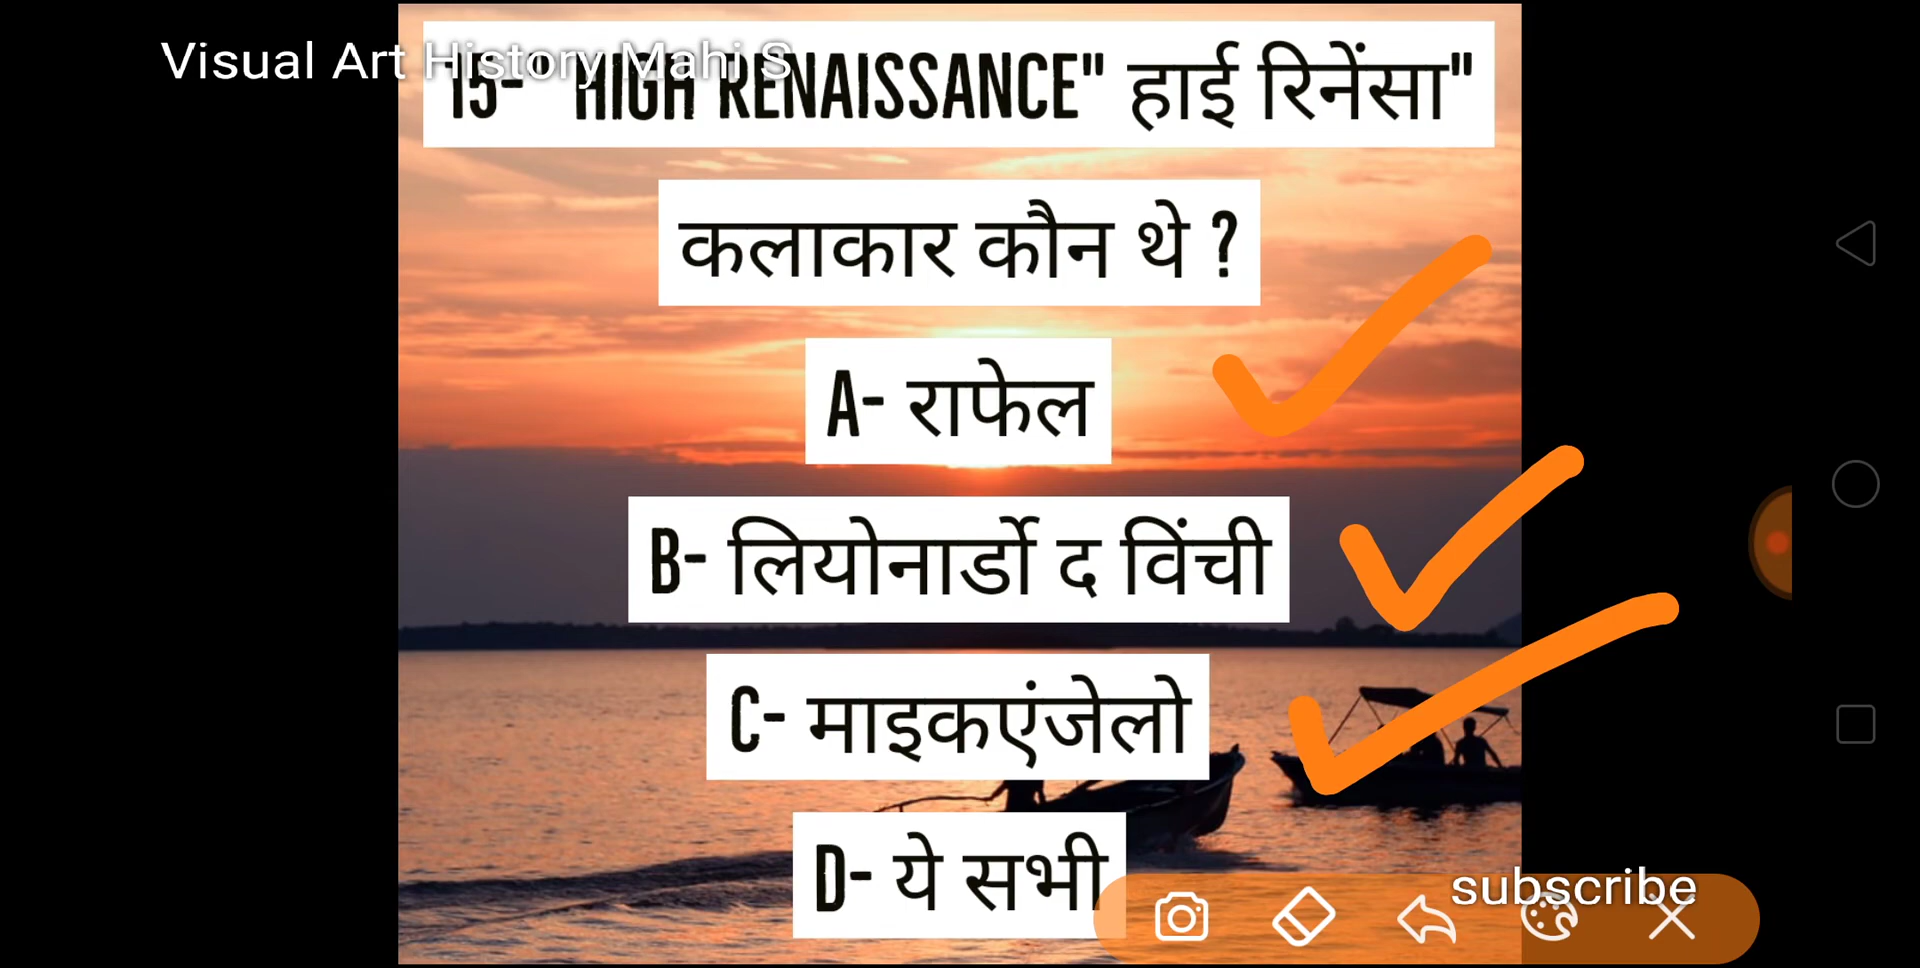 Visual Art History Mahi S
15- "HIGH RENAISSANCE" हाई रिनेंसा"
कलाकार कौन थे ?
A- राफेल
B- लियोनार्डो द विंची
C- माइकएंजेलो
D- ये सभी
subscribe